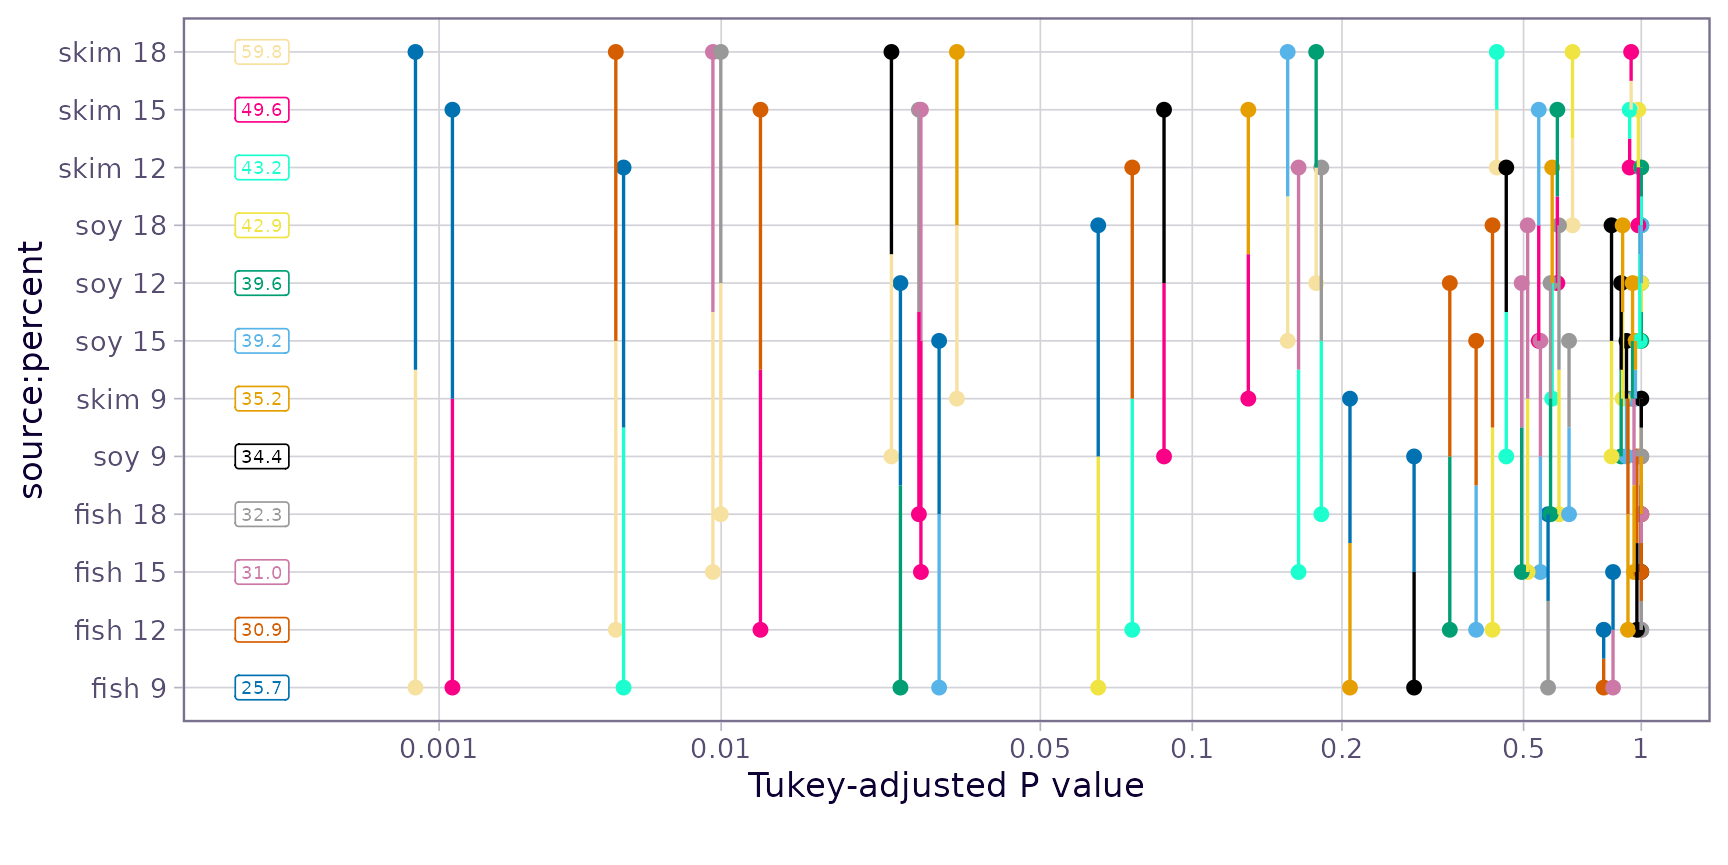 source:percent
skim 18 59.8
skim 15 49.6
skim 12 43.2
soy 18 42.9
soy 12 39.6
soy 15 39.2
skim 9 35.2
soy 9 34.4
fish 18 32.3
fish 15 31.0
fish 12 30.9
fish 9 25.7
0.001 0.01 0.05 0.1 0.2 0.5 1
Tukey-adjusted P value